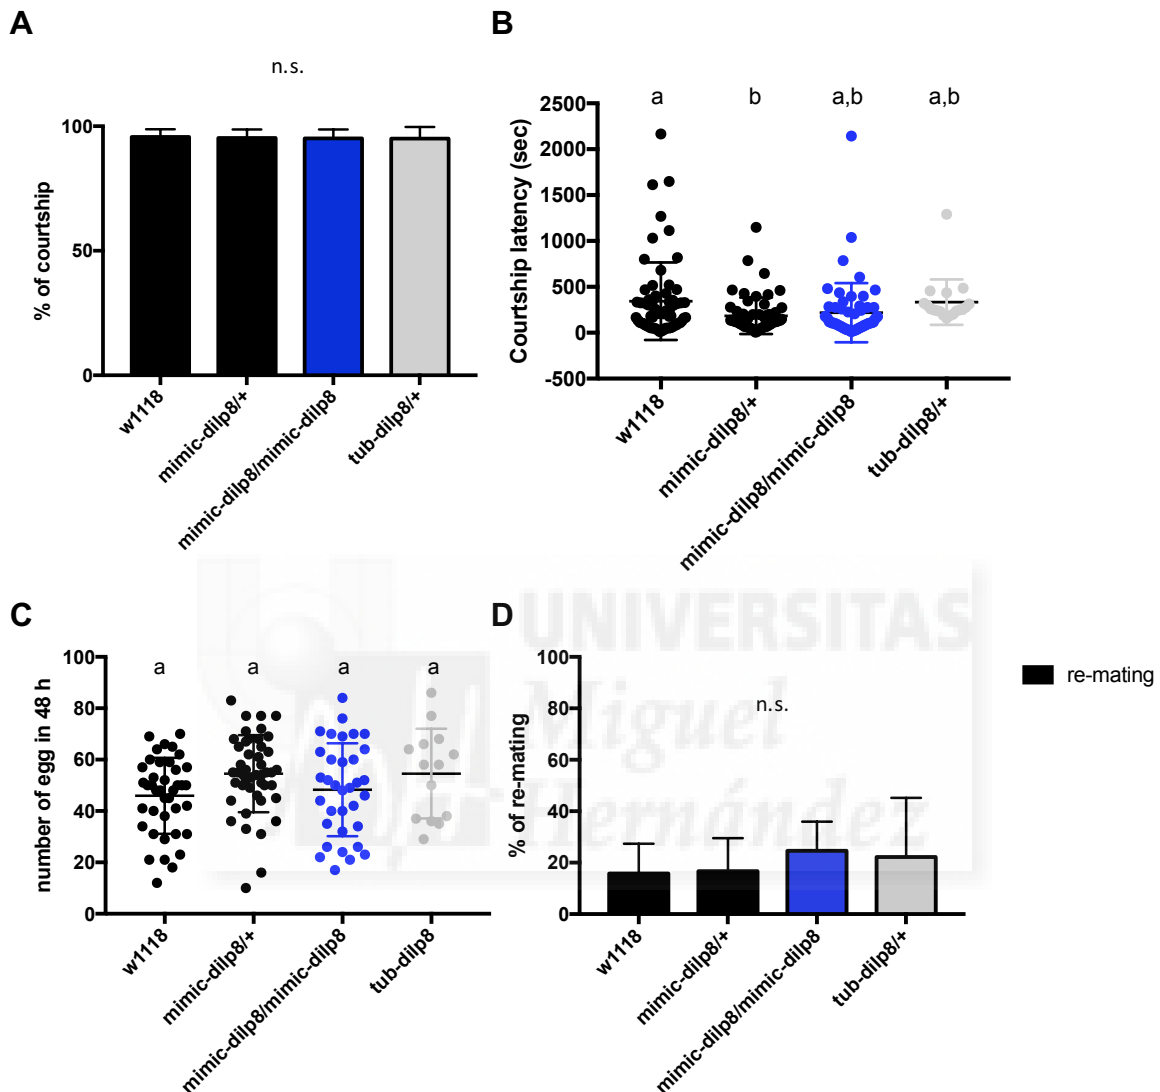 A
n.s.
% of courtship
100
50
0
w1118
mimic-dilp8/+
mimic-dilp8/mimic-dilp8
tub-dilp8/+
B
a b a,b a,b
Courtship latency (sec)
2500
2000
1500
1000
500
0
-500
w1118
mimic-dilp8/+
mimic-dilp8/mimic-dilp8
tub-dilp8/+
UNIVERSITAS
Miguel
Hernández
C
a a a a
number of egg in 48 h
100
80
60
40
20
0
w1118
mimic-dilp8/+
mimic-dilp8/mimic-dilp8
tub-dilp8
D
n.s.
% of re-mating
100
80
60
40
20
0
w1118
mimic-dilp8/+
mimic-dilp8/mimic-dilp8
tub-dilp8/+
re-mating